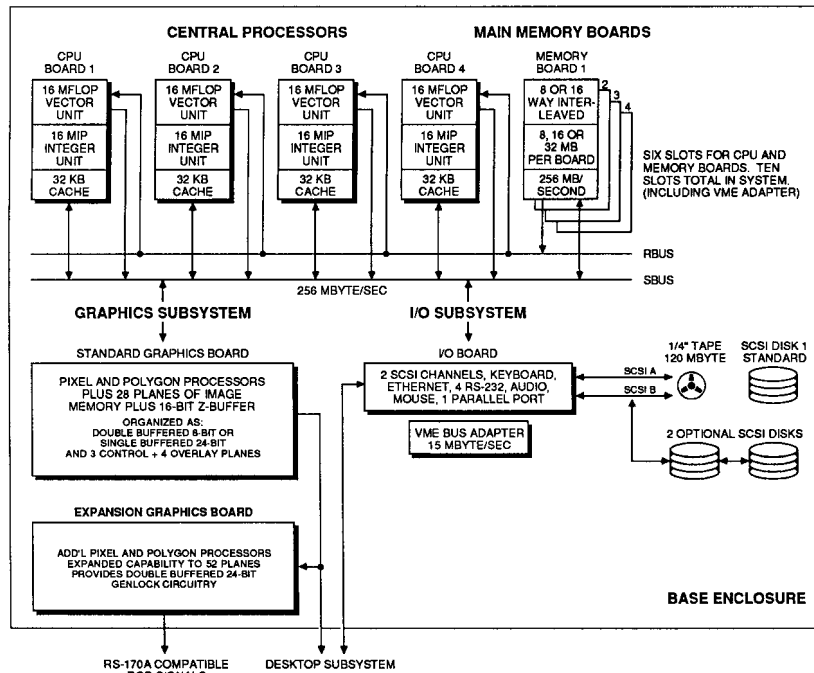 CENTRAL PROCESSORS
MAIN MEMORY BOARDS
CPU
BOARD 1
16 MFLOP
VECTOR
UNIT
16 MIP
INTEGER
UNIT
32 KB
CACHE
CPU
BOARD 2
16 MFLOP
VECTOR
UNIT
16 MIP
INTEGER
UNIT
32 KB
CACHE
CPU
BOARD 3
16 MFLOP
VECTOR
UNIT
16 MIP
INTEGER
UNIT
32 KB
CACHE
CPU
BOARD 4
16 MFLOP
VECTOR
UNIT
16 MIP
INTEGER
UNIT
32 KB
CACHE
MEMORY
BOARD 1
8 OR 16
WAY INTER-
LEAVED
8, 16 OR
32 MB
PER BOARD
256 MB/
SECOND
2
3
4
SIX SLOTS FOR CPU AND
MEMORY BOARDS. TEN
SLOTS TOTAL IN SYSTEM.
(INCLUDING VME ADAPTER)
RBUS
SBUS
256 MBYTE/SEC
GRAPHICS SUBSYSTEM
STANDARD GRAPHICS BOARD
PIXEL AND POLYGON PROCESSORS
PLUS 28 PLANES OF IMAGE
MEMORY PLUS 16-BIT Z-BUFFER
ORGANIZED AS:
DOUBLE BUFFERED 8-BIT OR
SINGLE BUFFERED 24-BIT
AND 3 CONTROL + 4 OVERLAY PLANES
EXPANSION GRAPHICS BOARD
ADD'L PIXEL AND POLYGON PROCESSORS
EXPANDED CAPABILITY TO 52 PLANES
PROVIDES DOUBLE BUFFERED 24-BIT
GENLOCK CIRCUITRY
I/O SUBSYSTEM
I/O BOARD
2 SCSI CHANNELS, KEYBOARD,
ETHERNET, 4 RS-232, AUDIO,
MOUSE, 1 PARALLEL PORT
VME BUS ADAPTER
15 MBYTE/SEC
SCSI A
SCSI B
1/4" TAPE
120 MBYTE
SCSI DISK 1
STANDARD
2 OPTIONAL SCSI DISKS
BASE ENCLOSURE
RS-170A COMPATIBLE
RGB SIGNALS
DESKTOP SUBSYSTEM